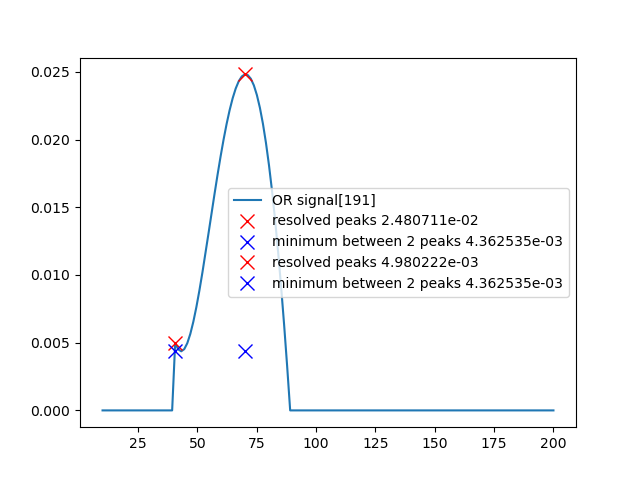 0.025
0.020
0.015
0.010
0.005
0.000
OR signal[191]
resolved peaks 2.480711e-02
minimum between 2 peaks 4.362535e-03
resolved peaks 4.980222e-03
minimum between 2 peaks 4.362535e-03
25 50 75 100 125 150 175 200